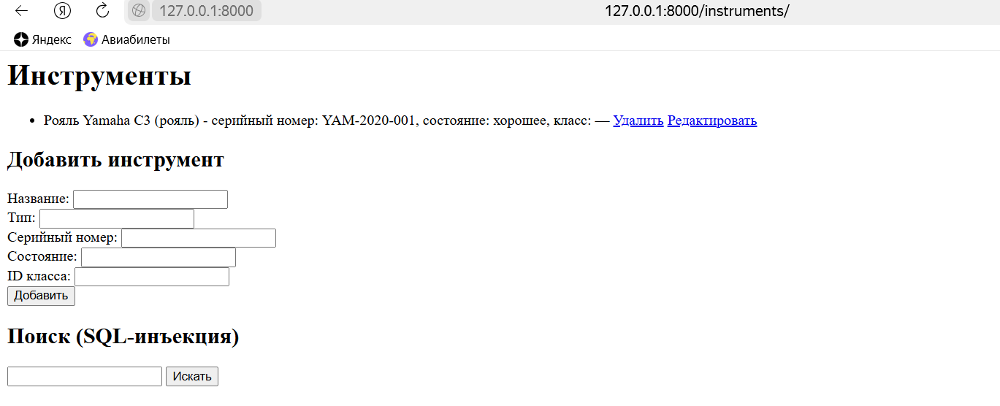 127.0.0.1:8000 127.0.0.1:8000/instruments/
Яндекс Авиабилеты
Инструменты
• Рояль Yamaha C3 (рояль) - серийный номер: YAM-2020-001, состояние: хорошее, класс: — Удалить Редактировать
Добавить инструмент
Название:
Тип:
Серийный номер:
Состояние:
ID класса:
Добавить
Поиск (SQL-инъекция)
Искать